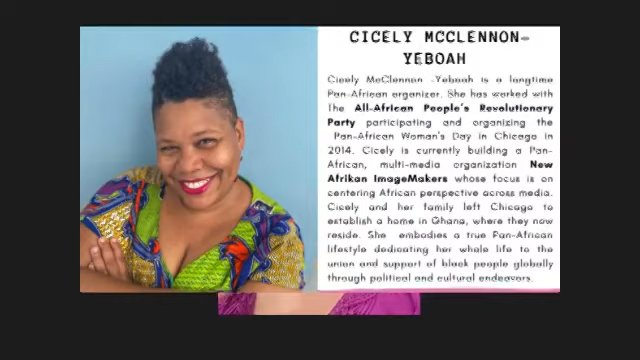 CICELY MCCLENNON-
YEBOAH
Cicely McClennon -Yeboah is a longtime
Pan-African organizer. She has worked with
The All-African People's Revolutionary
Party participating and organizing the
Pan-African Woman's Day in Chicago in
2014. Cicely is currently building a Pan-
African, multi-media organization New
Afrikan ImageMakers whose focus is on
centering African perspective across media.
Cicely and her family left Chicago to
establish a home in Ghana, where they now
reside. She embodies a true Pan-African
lifestyle dedicating her whole life to the
union and support of black people globally
through political and cultural endeavors.